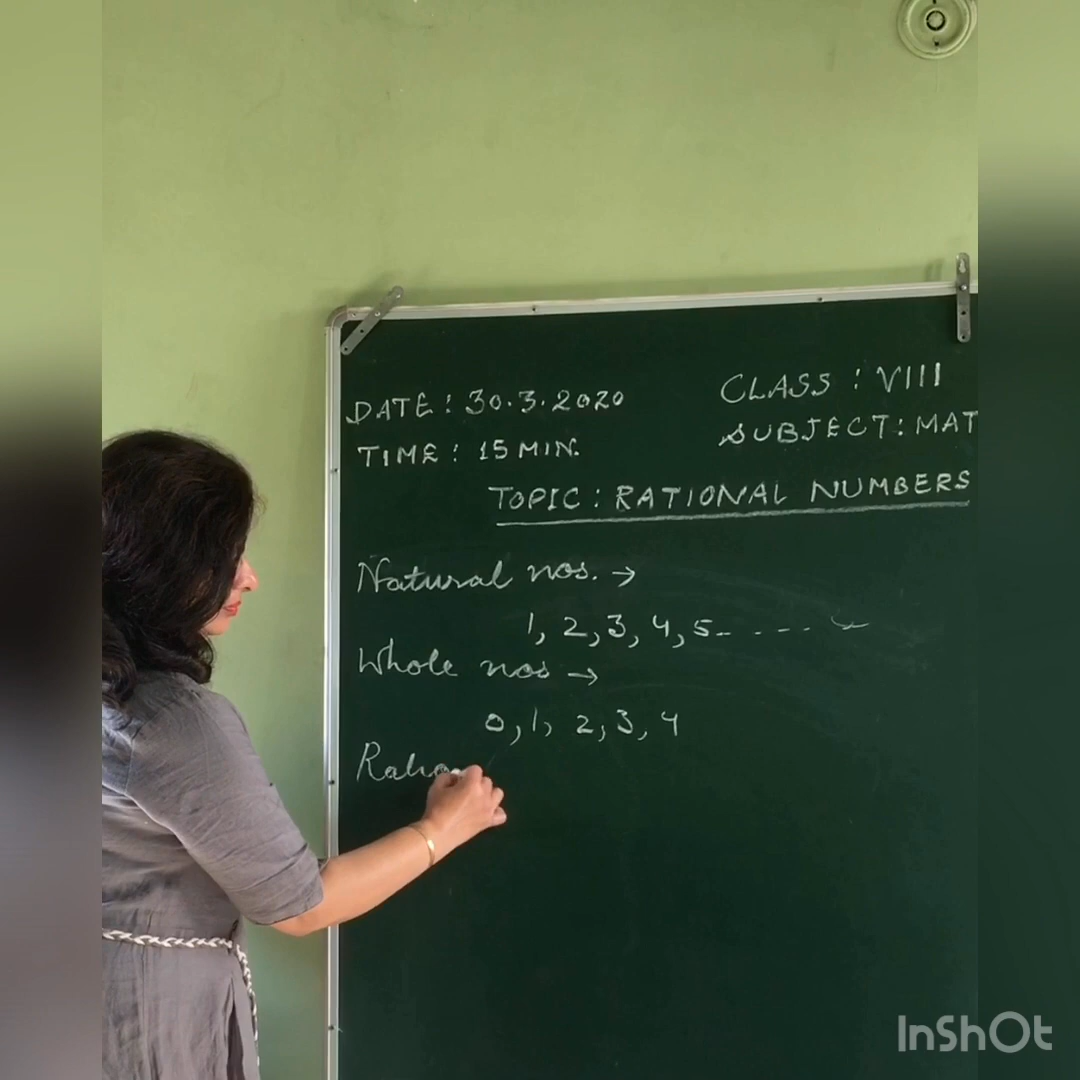 DATE : 30.3.2020
CLASS : VIII
TIME : 15 MIN.
SUBJECT : MAT
TOPIC : RATIONAL NUMBERS
Natural nos. →
1, 2, 3, 4, 5- - - - -
Whole nos →
0, 1, 2, 3, 4
InShOt